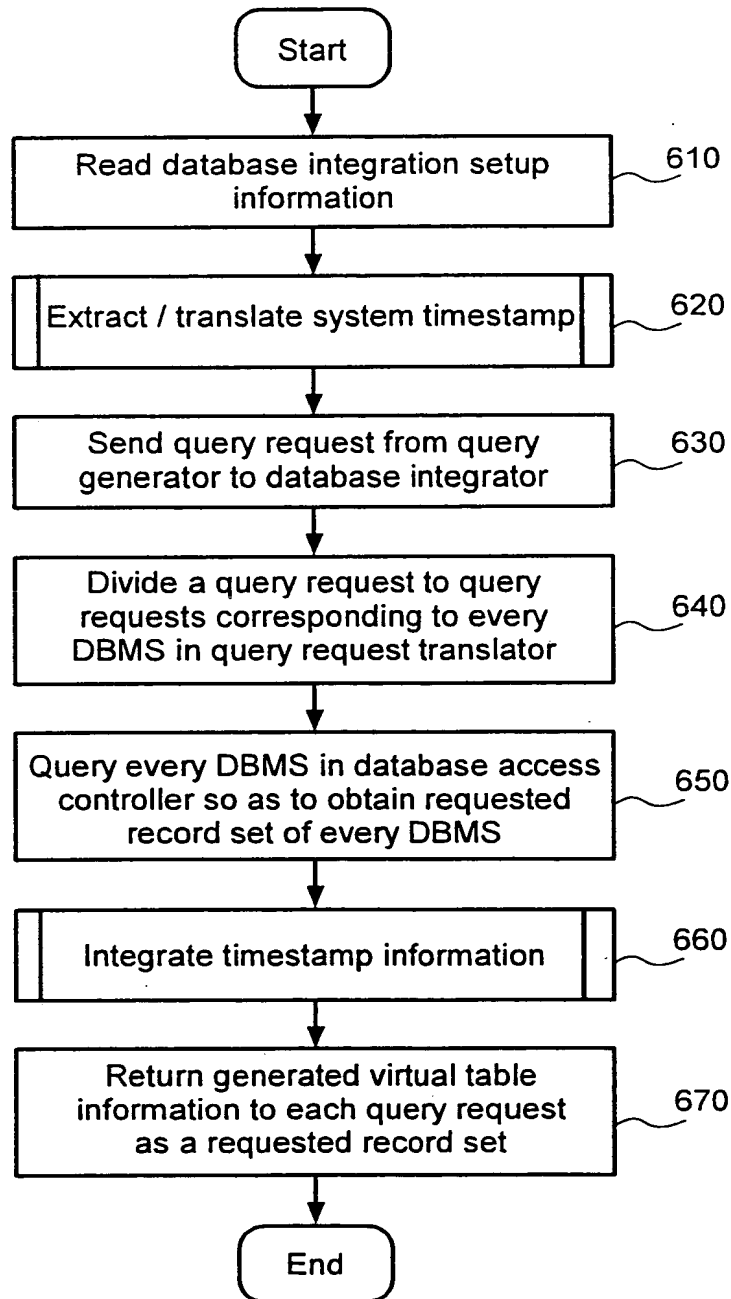 Start
Read database integration setup
information
610
Extract / translate system timestamp
620
Send query request from query
generator to database integrator
630
Divide a query request to query
requests corresponding to every
DBMS in query request translator
640
Query every DBMS in database access
controller so as to obtain requested
record set of every DBMS
650
Integrate timestamp information
660
Return generated virtual table
information to each query request
as a requested record set
670
End